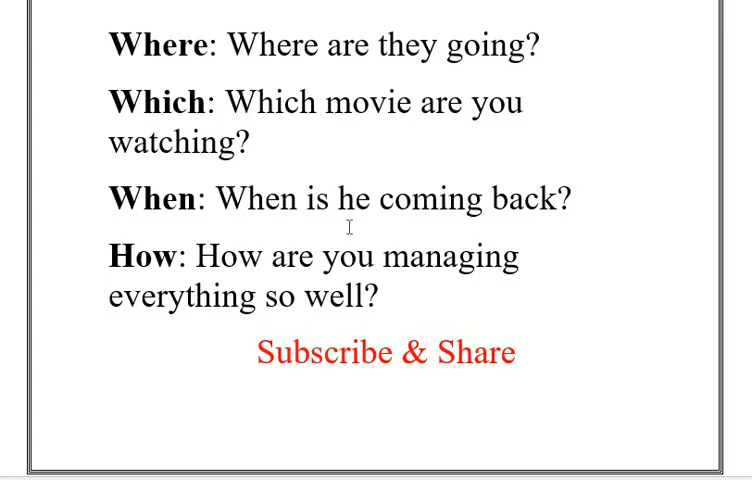 Where: Where are they going?
Which: Which movie are you
watching?
When: When is he coming back?
How: How are you managing
everything so well?
Subscribe & Share